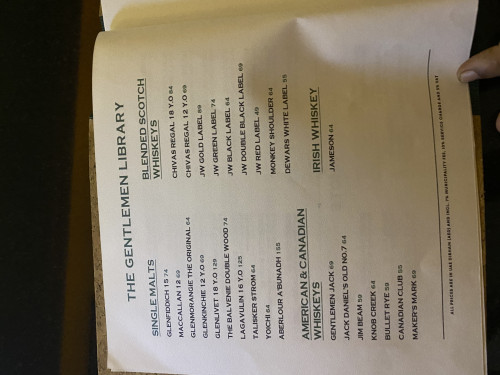 THE GENTLEMEN LIBRARY
SINGLE MALTS
GLENFIDDICH 15 74
MACCALLAN 12 69
GLENMORANGIE THE ORIGINAL 64
GLENKINCHIE 12 Y.O 69
GLENLIVET 18 Y.O 129
THE BALVENIE DOUBLE WOOD 74
LAGAVULIN 16 Y.O 125
TALISKER STROM 64
YOICHI 64
ABERLOUR A'BUNADH 155
AMERICAN & CANADIAN
WHISKEYS
GENTLEMEN JACK 69
JACK DANIEL'S OLD NO.7 64
JIM BEAM 59
KNOB CREEK 64
BULLET RYE 59
CANADIAN CLUB 55
MAKER'S MARK 69
BLENDED SCOTCH
WHISKEYS
CHIVAS REGAL 18 Y.O 84
CHIVAS REGAL 12 Y.O 69
JW GOLD LABEL 89
JW GREEN LABEL 74
JW BLACK LABEL 64
JW DOUBLE BLACK LABEL 69
JW RED LABEL 49
MONKEY SHOULDER 64
DEWARS WHITE LABEL 55
IRISH WHISKEY
JAMESON 64
ALL PRICES ARE IN UAE DIRHAM (AED) AND INCL. 7% MUNICIPALITY FEE, 10% SERVICE CHARGE AND 5% VAT